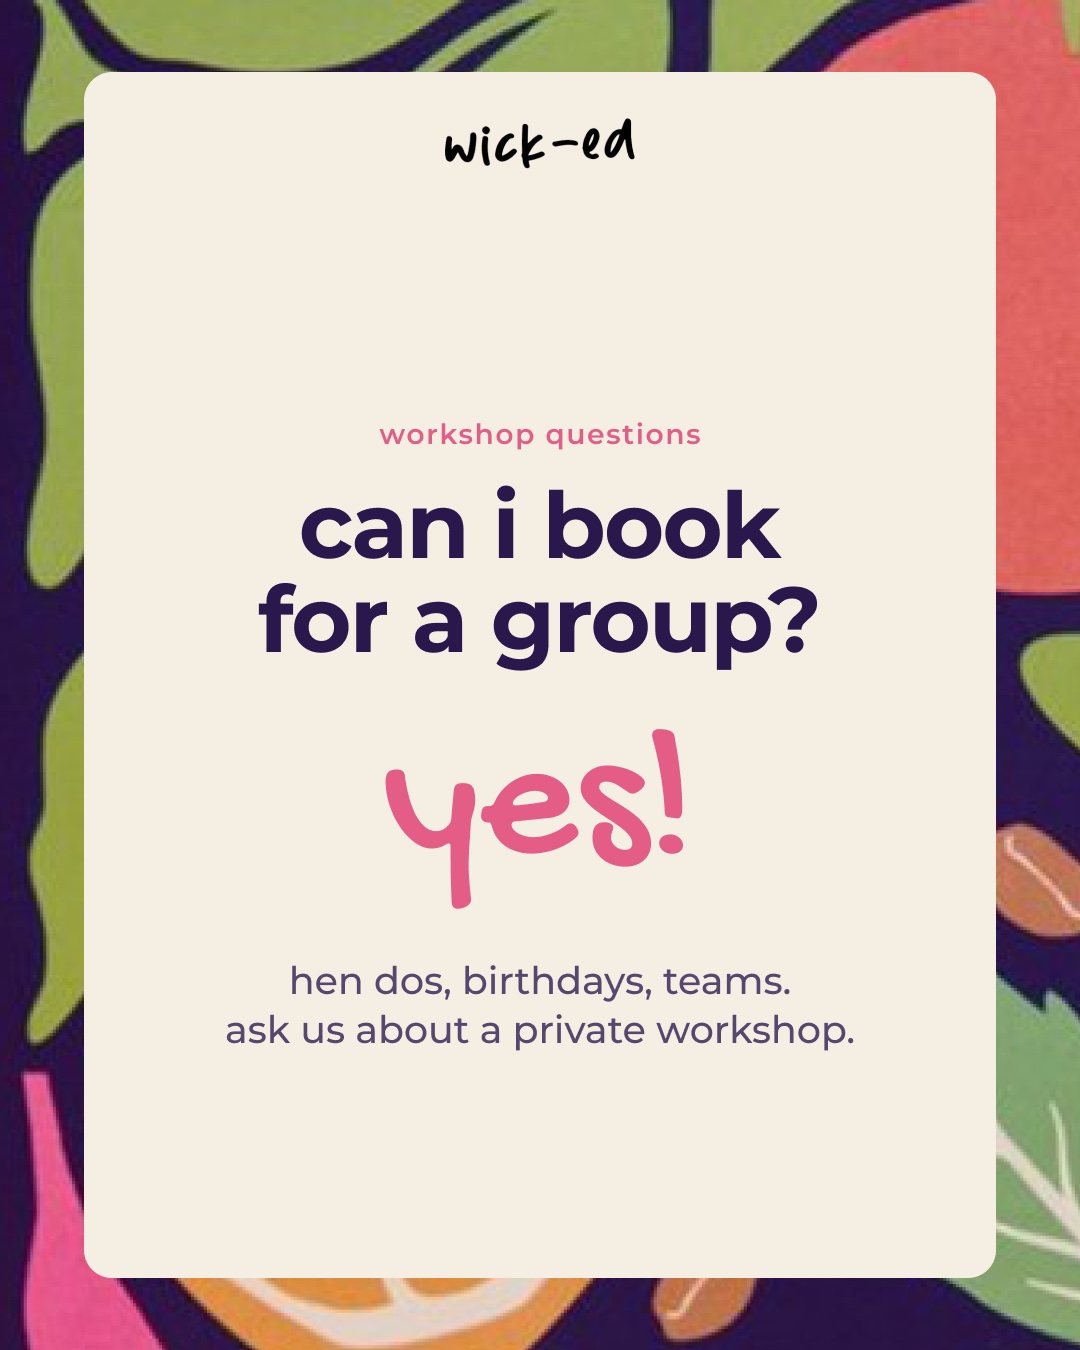 wick-ed
workshop questions
can i book
for a group?
yes!
hen dos, birthdays, teams.
ask us about a private workshop.